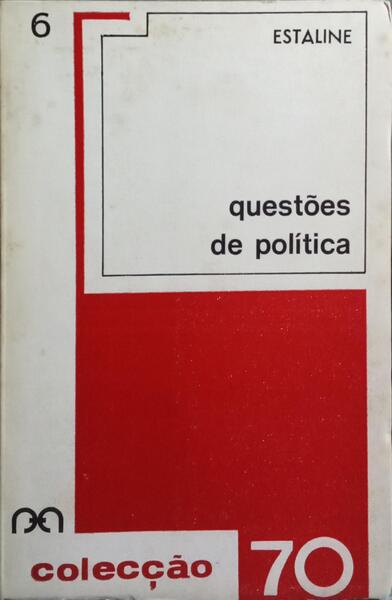 6
ESTALINE
questões
de política
colecção 70